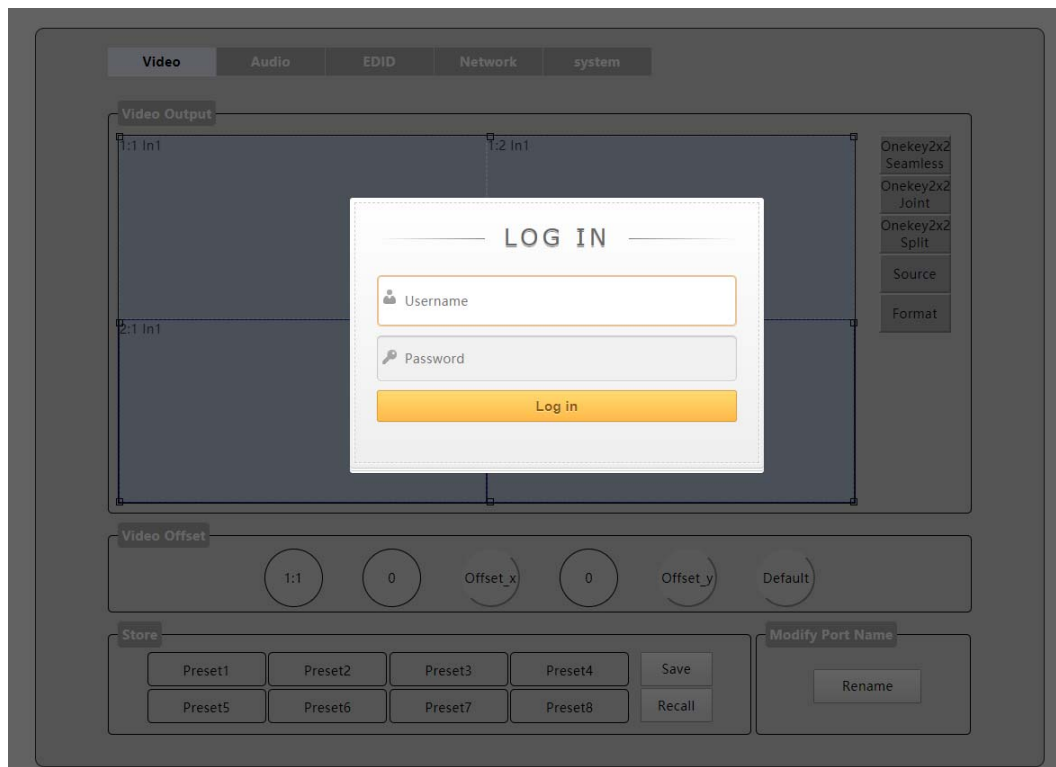 Video Audio EDID Network system
Video Output
1:1 In1 1:2 In1
Onekey2x2
Seamless
Onekey2x2
Joint
Onekey2x2
Split
Source
Format
LOG IN
Username
Password
Log in
2:1 In1
Video Offset
1:1 0 Offset_x 0 Offset_y Default
Store
Preset1 Preset2 Preset3 Preset4 Save
Preset5 Preset6 Preset7 Preset8 Recall
Modify Port Name
Rename